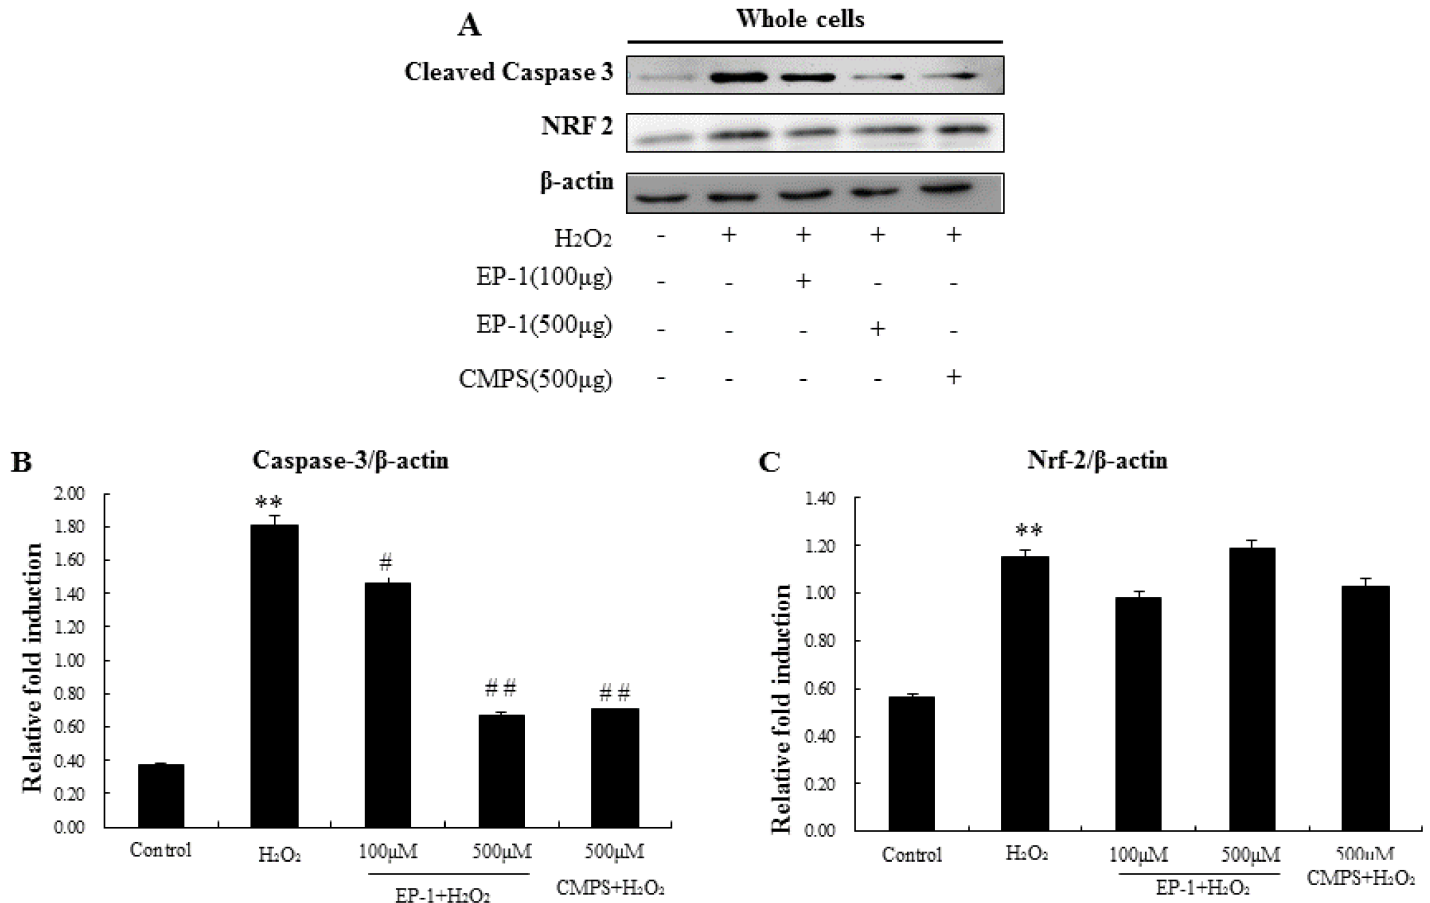 A
Whole cells
Cleaved Caspase 3
NRF 2
β-actin
H₂O₂ - + + + +
EP-1(100μg) - - + - -
EP-1(500μg) - - - + -
CMPS(500μg) - - - - +
B
Caspase-3/β-actin
Relative fold induction
2.00
1.80
1.60
1.40
1.20
1.00
0.80
0.60
0.40
0.20
0.00
**
#
##
##
Control
H₂O₂
100μM
500μM
500μM
EP-1+H₂O₂
CMPS+H₂O₂
C
Nrf-2/β-actin
Relative fold induction
1.40
1.20
1.00
0.80
0.60
0.40
0.20
0.00
**
Control
H₂O₂
100μM
500μM
500μM
EP-1+H₂O₂
CMPS+H₂O₂